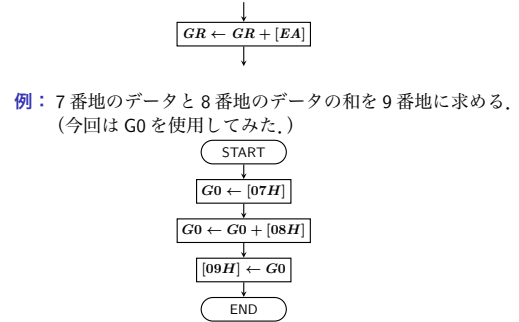 GR ← GR + [EA]
例： 7 番地のデータと 8 番地のデータの和を 9 番地に求める．
(今回は G0 を使用してみた．)
START
G0 ← [07H]
G0 ← G0 + [08H]
[09H] ← G0
END